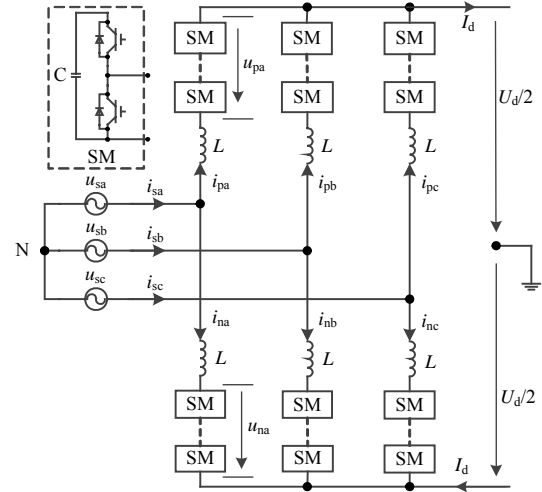 I_d
SM SM SM
C
u_pa
SM SM SM
SM
L L L
U_d/2
u_sa i_sa i_pa i_pb i_pc
u_sb i_sb
N
u_sc i_sc
i_na i_nb i_nc
L L L
U_d/2
SM SM SM
u_na
SM SM SM
I_d